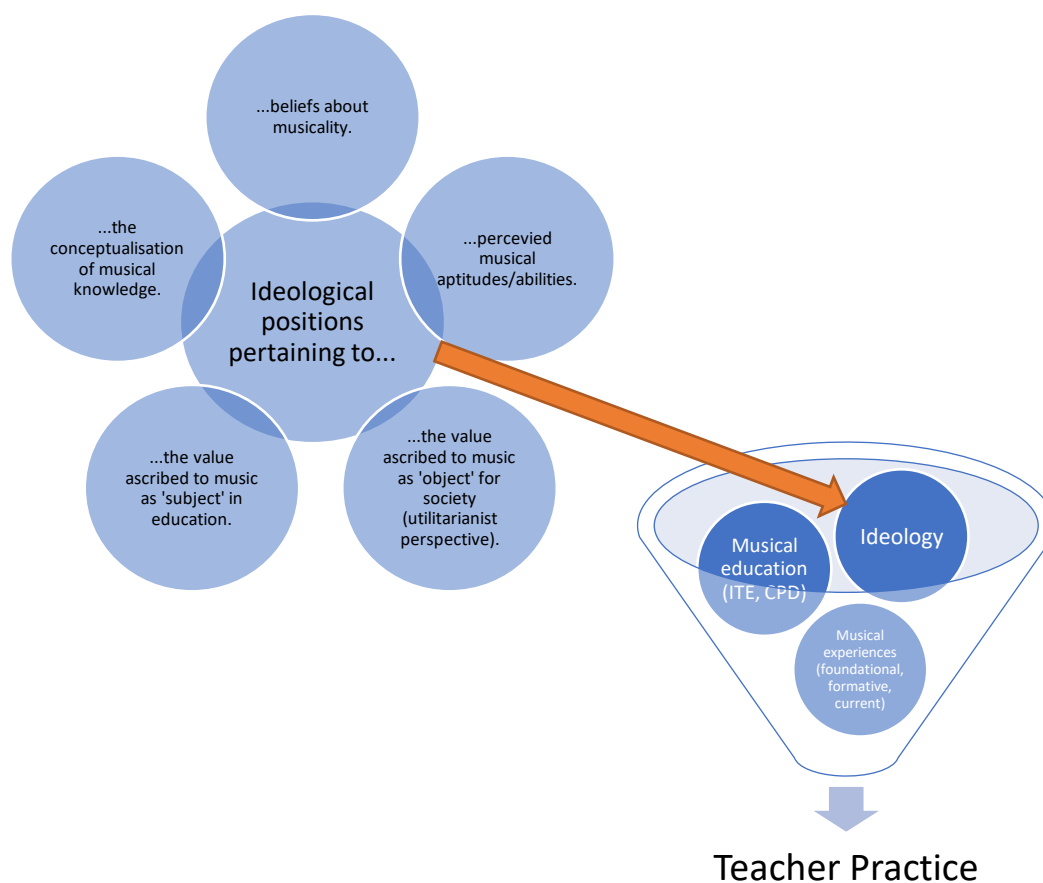 ...beliefs about
musicality.
...the
conceptualisation
of musical
knowledge.
...percevied
musical
aptitudes/abilities.
Ideological
positions
pertaining to...
...the value
ascribed to music
as 'subject' in
education.
...the value
ascribed to music
as 'object' for
society
(utilitarianist
perspective).
Musical
education
(ITE, CPD)
Ideology
Musical
experiences
(foundational,
formative,
current)
Teacher Practice